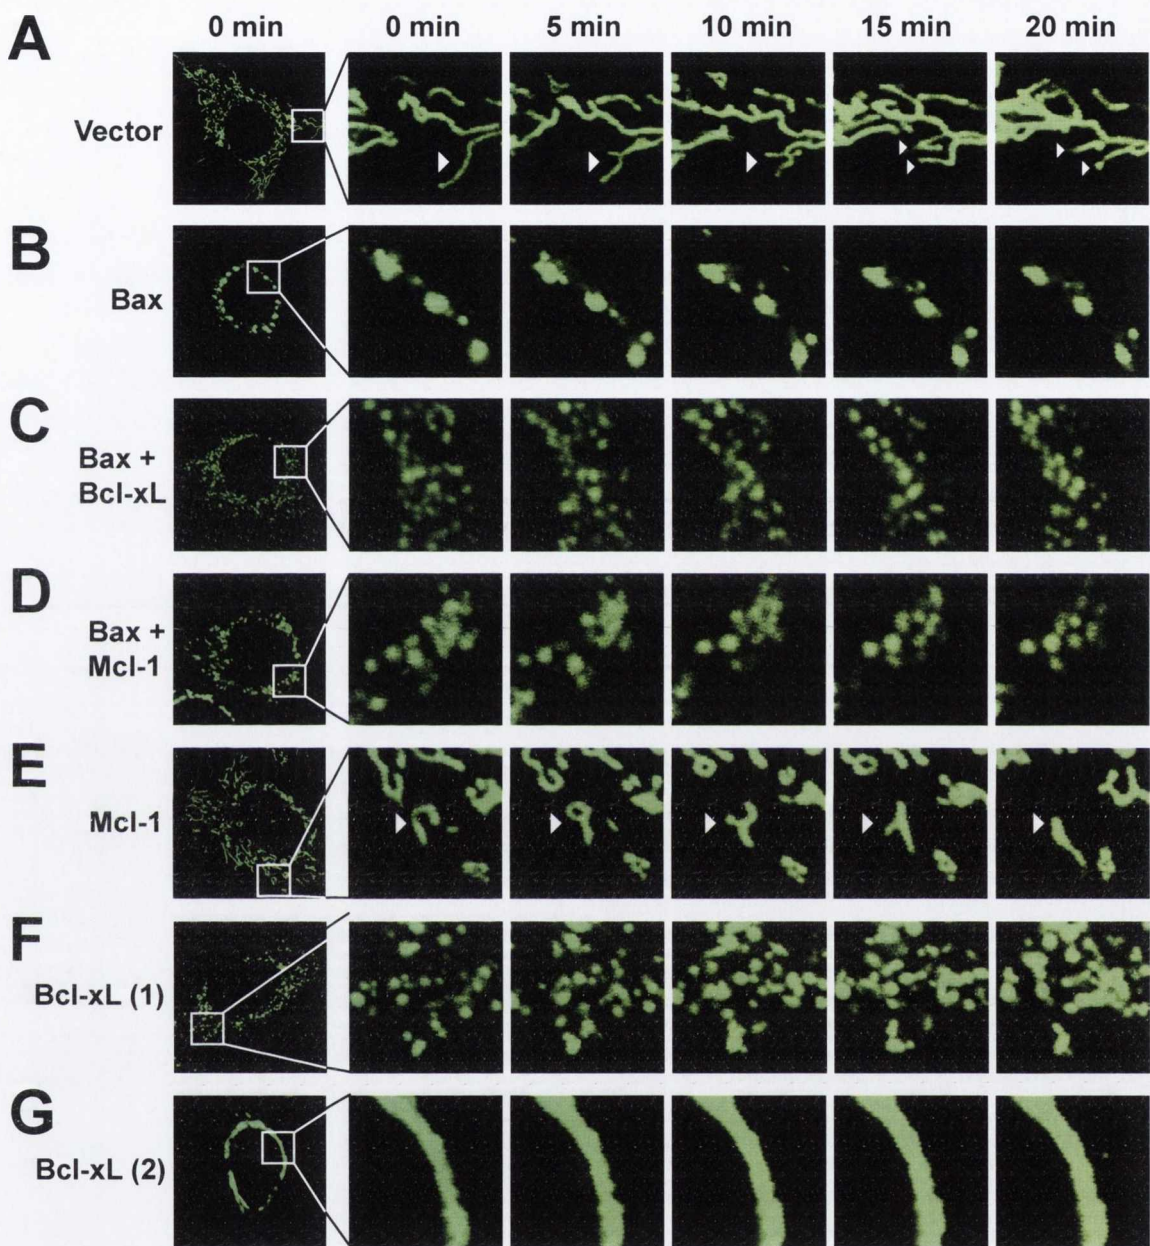 A
0 min
0 min
5 min
10 min
15 min
20 min
Vector
B
Bax
C
Bax +
Bcl-xL
D
Bax +
Mcl-1
E
Mcl-1
F
Bcl-xL (1)
G
Bcl-xL (2)